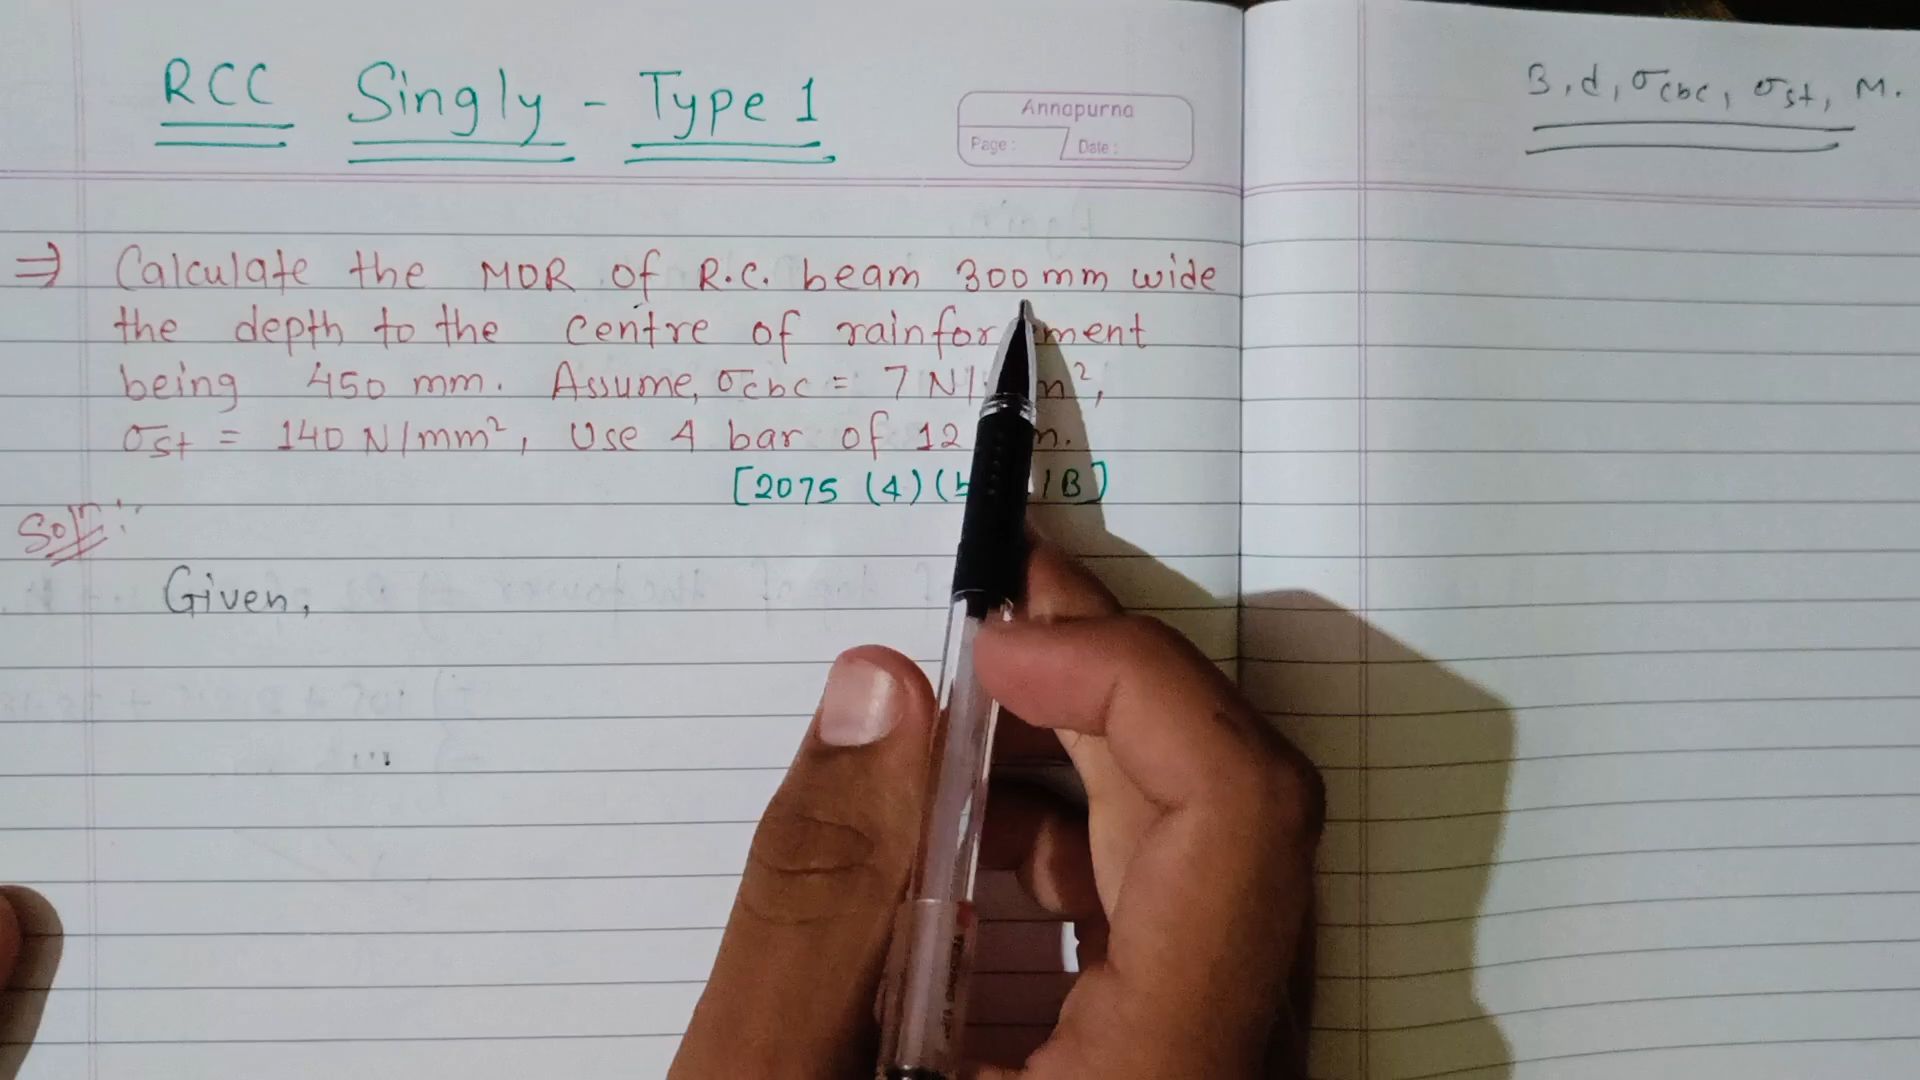 RCC Singly - Type 1
Annapurna
Page: Date:
B, d, σcbc, σst, M.
⇒ Calculate the MOR of R.C. beam 300 mm wide
the depth to the centre of
being 450 mm. Assume, σcbc = 7
σst = 140 N/mm², Use 4 bar of 12
[2075 (4)
Solⁿ:
Given,